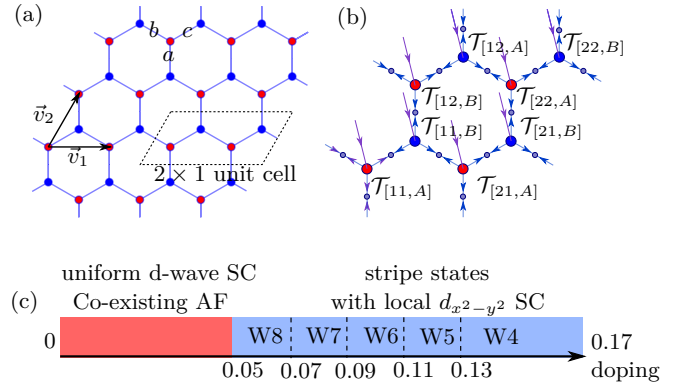 (a)
b c
a
v⃗₂
v⃗₁
2 × 1 unit cell
(b)
𝒯[12,A] 𝒯[22,B]
𝒯[12,B] 𝒯[22,A]
𝒯[11,B] 𝒯[21,B]
𝒯[11,A] 𝒯[21,A]
uniform d-wave SC
Co-existing AF
stripe states
with local dₓ²₋ᵧ² SC
(c)
0 W8 W7 W6 W5 W4 0.17
0.05 0.07 0.09 0.11 0.13 doping